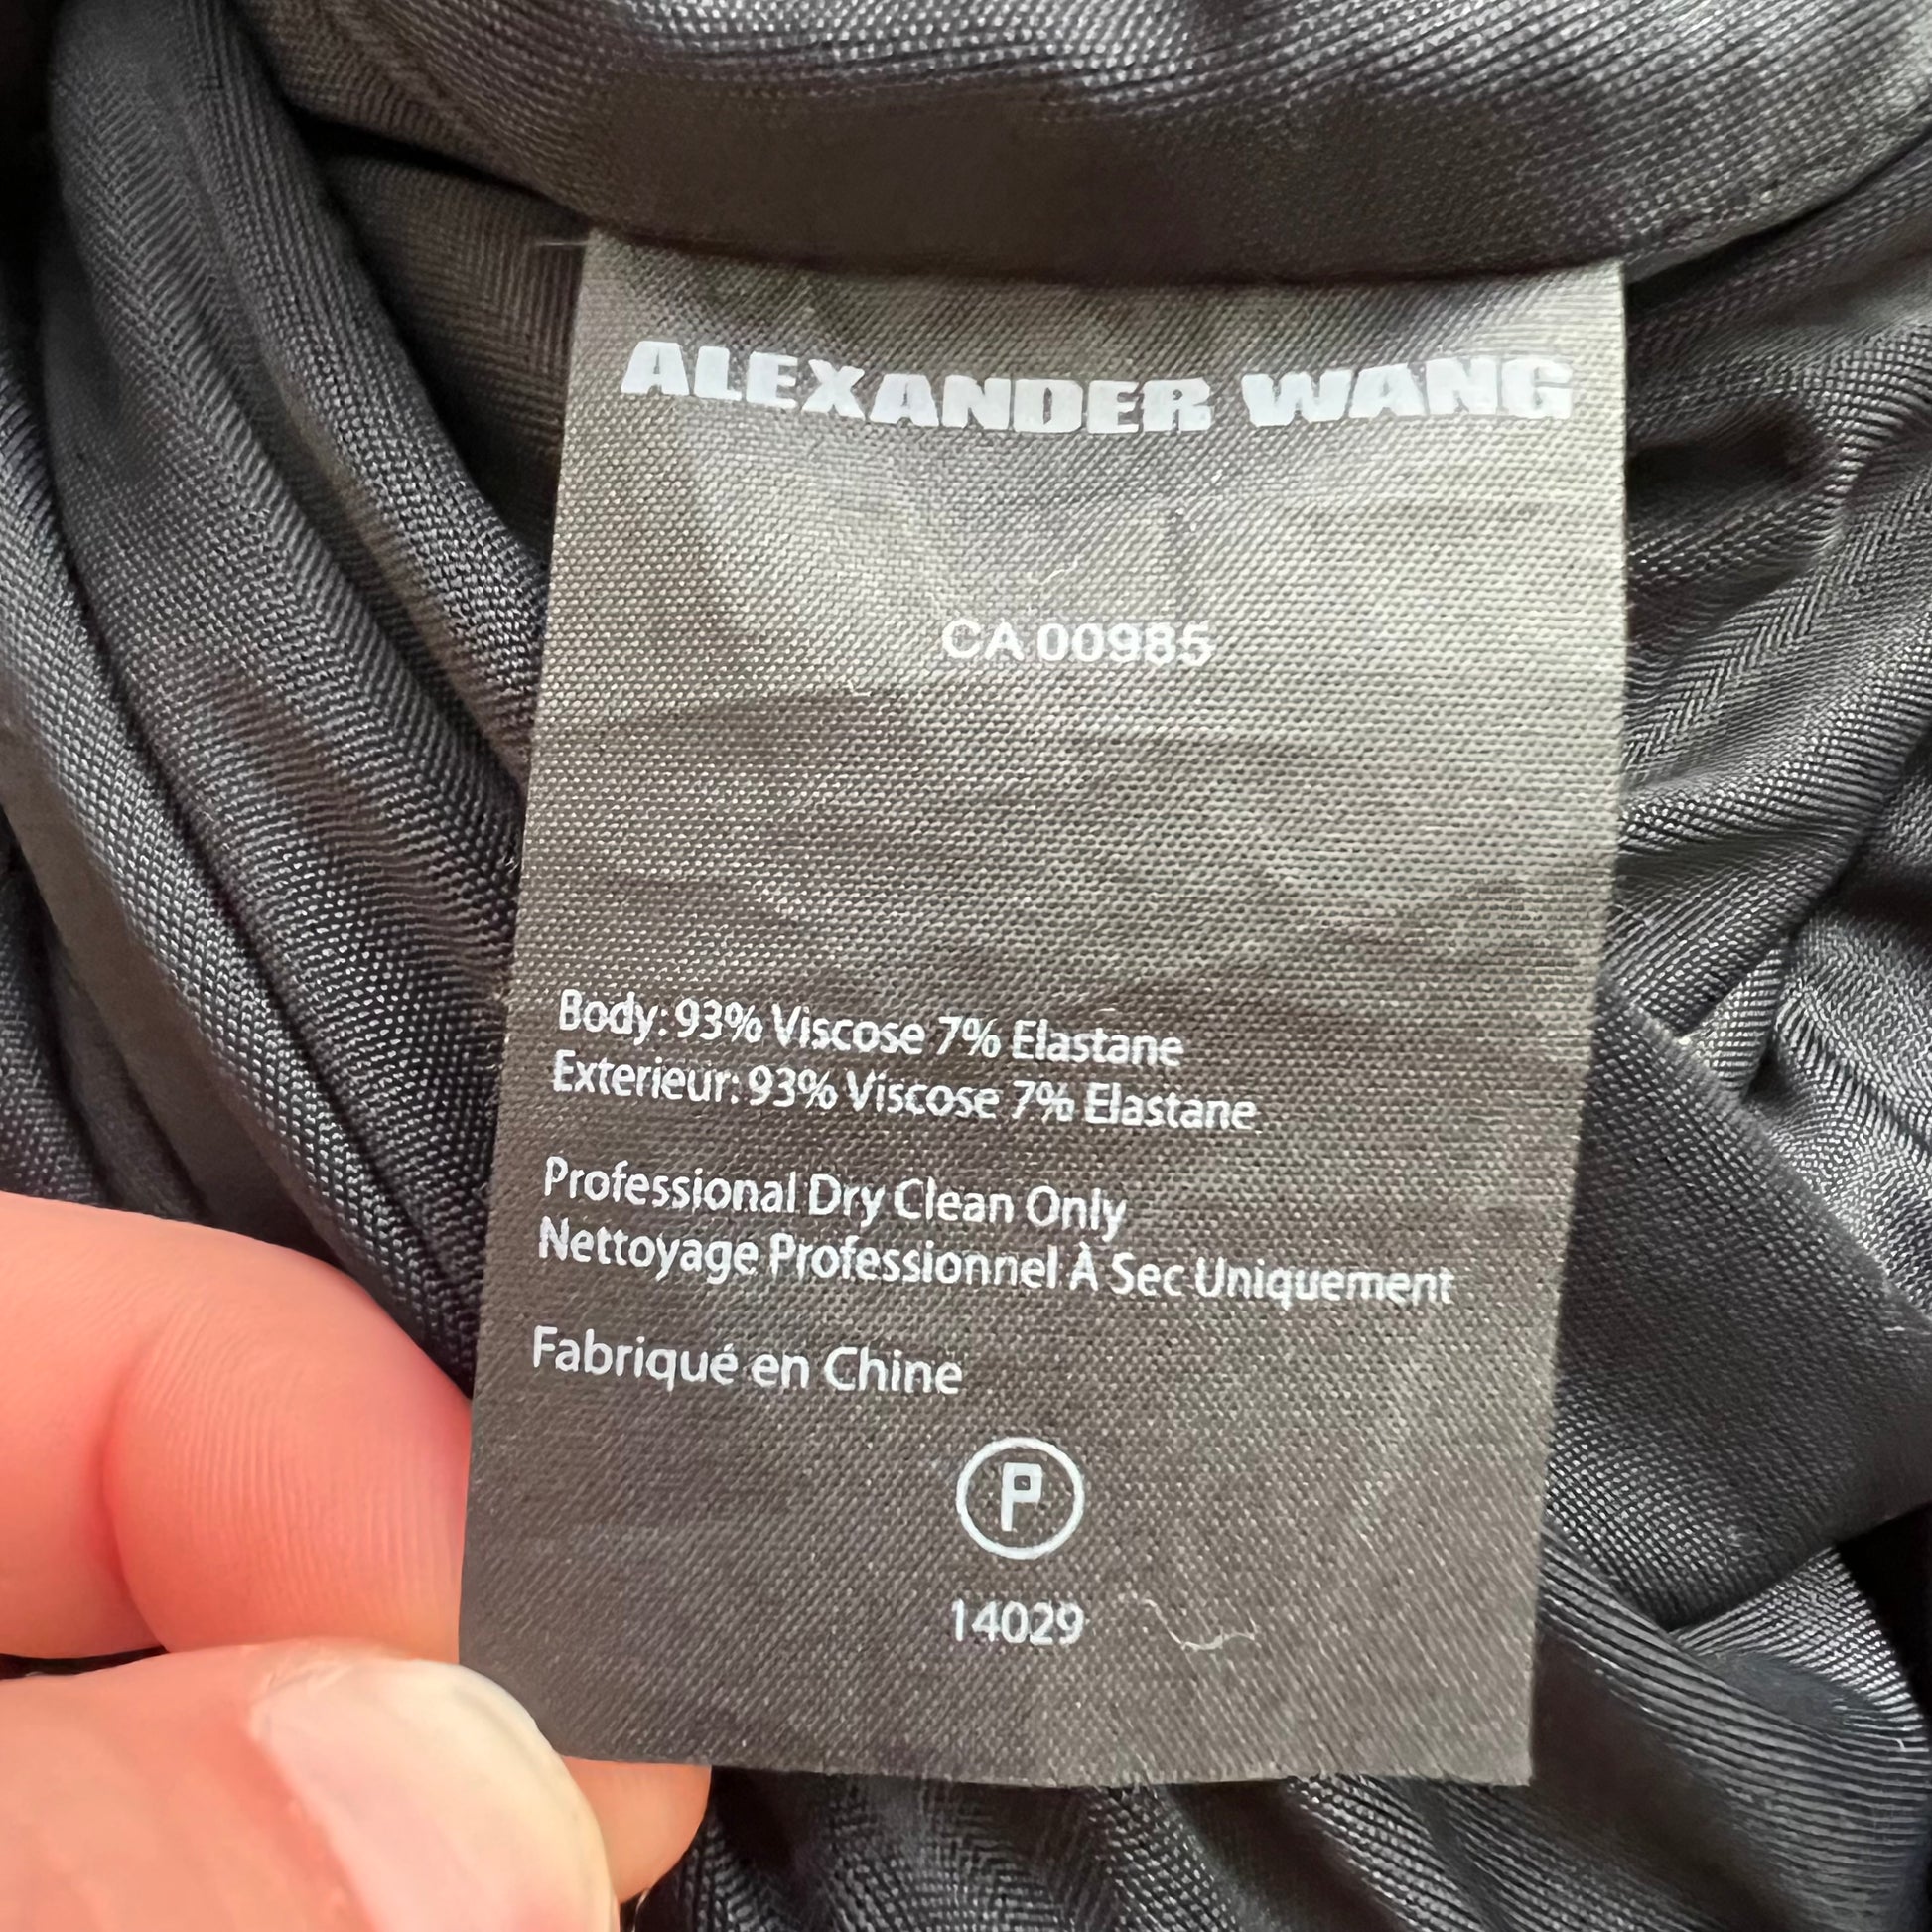 ALEXANDER WANG
CA 00985
Body: 93% Viscose 7% Elastane
Exterieur: 93% Viscose 7% Elastane
Professional Dry Clean Only
Nettoyage Professionnel À Sec Uniquement
Fabriqué en Chine
P
14029